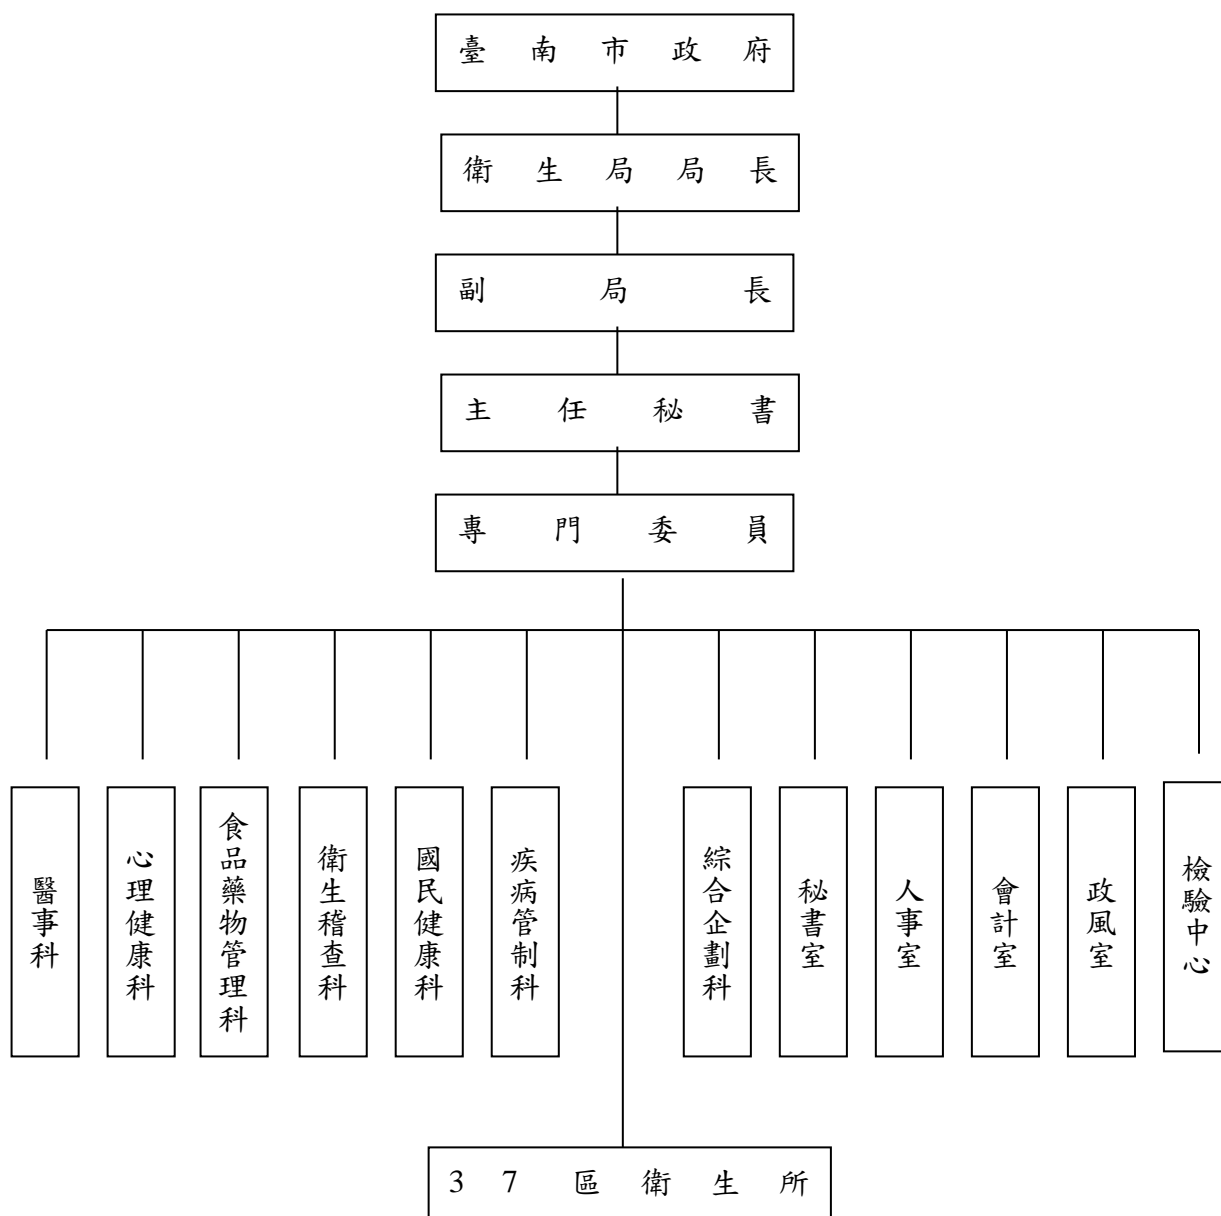 臺南市政府
衛生局局長
副局長
主任秘書
專門委員
醫事科
心理健康科
食品藥物管理科
衛生稽查科
國民健康科
疾病管制科
綜合企劃科
秘書室
人事室
會計室
政風室
檢驗中心
37區衛生所